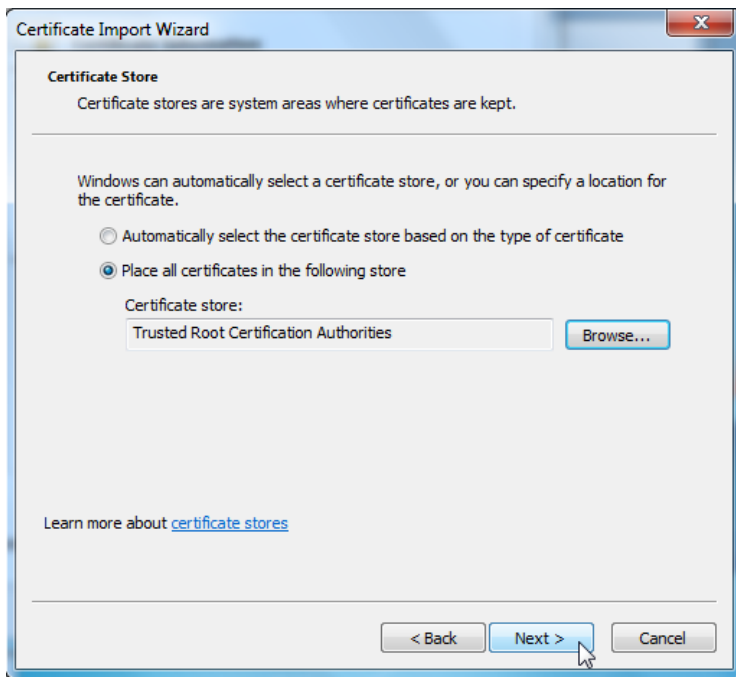 Certificate Import Wizard
Certificate Store
Certificate stores are system areas where certificates are kept.
Windows can automatically select a certificate store, or you can specify a location for
the certificate.
Automatically select the certificate store based on the type of certificate
Place all certificates in the following store
Certificate store:
Trusted Root Certification Authorities
Browse...
Learn more about certificate stores
< Back
Next >
Cancel